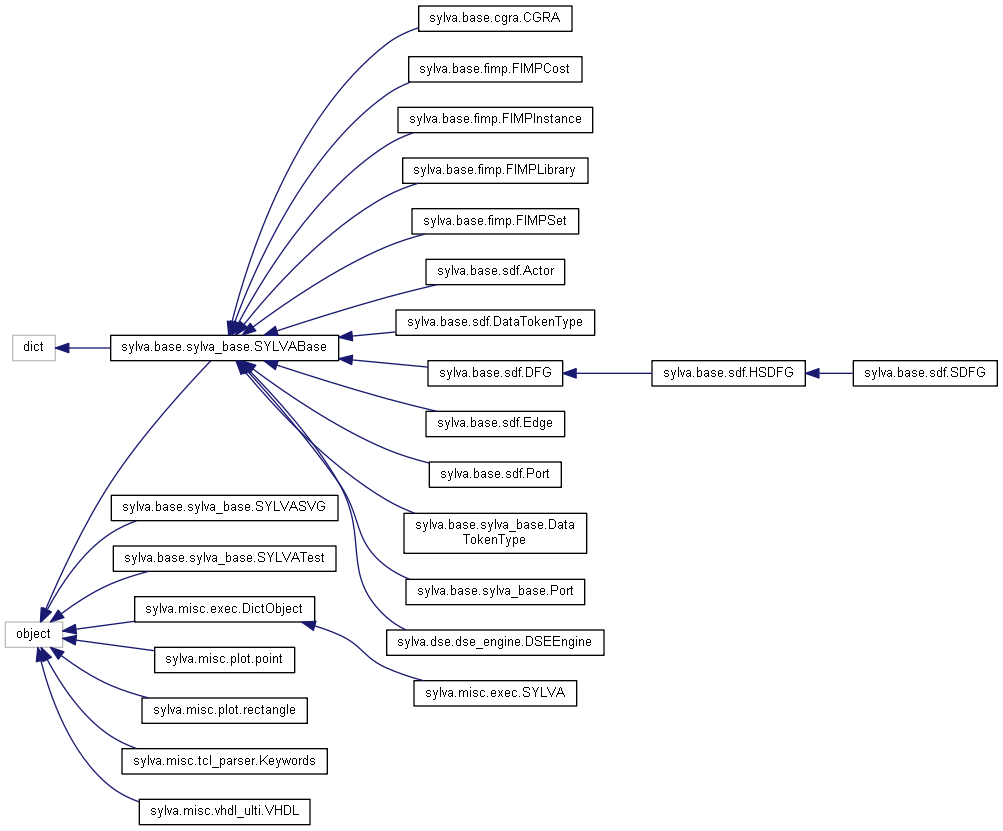 sylva.base.cgra.CGRA
sylva.base.fimp.FIMPCost
sylva.base.fimp.FIMPInstance
sylva.base.fimp.FIMPLibrary
sylva.base.fimp.FIMPSet
sylva.base.sdf.Actor
sylva.base.sdf.DataTokenType
dict
sylva.base.sylva_base.SYLVABase
sylva.base.sdf.DFG
sylva.base.sdf.HSDFG
sylva.base.sdf.SDFG
sylva.base.sdf.Edge
sylva.base.sdf.Port
sylva.base.sylva_base.SYLVASVG
sylva.base.sylva_base.Data
TokenType
sylva.base.sylva_base.SYLVATest
sylva.base.sylva_base.Port
sylva.misc.exec.DictObject
object
sylva.dse.dse_engine.DSEEngine
sylva.misc.plot.point
sylva.misc.exec.SYLVA
sylva.misc.plot.rectangle
sylva.misc.tcl_parser.Keywords
sylva.misc.vhdl_ulti.VHDL